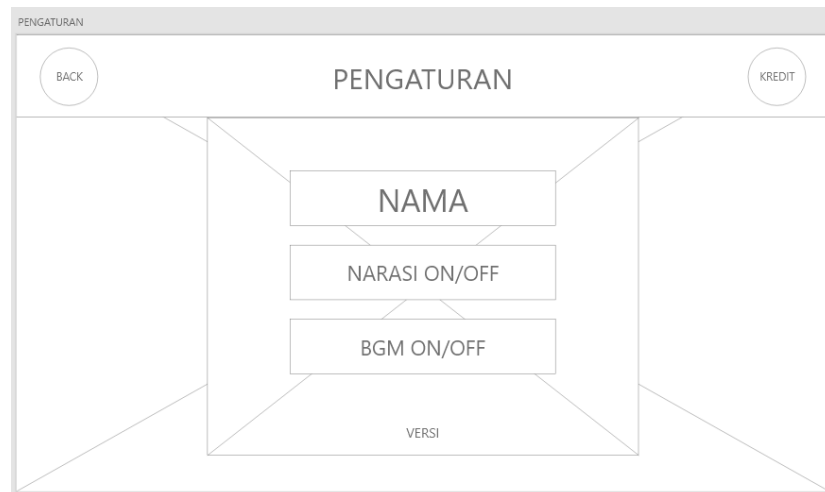 PENGATURAN
BACK
PENGATURAN
KREDIT
NAMA
NARASI ON/OFF
BGM ON/OFF
VERSI